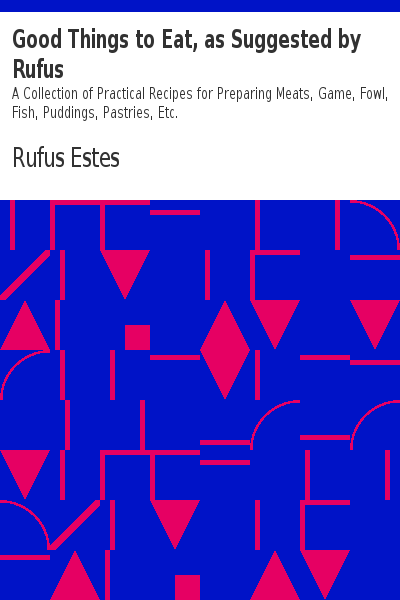 Good Things to Eat, as Suggested by
Rufus
A Collection of Practical Recipes for Preparing Meats, Game, Fowl,
Fish, Puddings, Pastries, Etc.
Rufus Estes